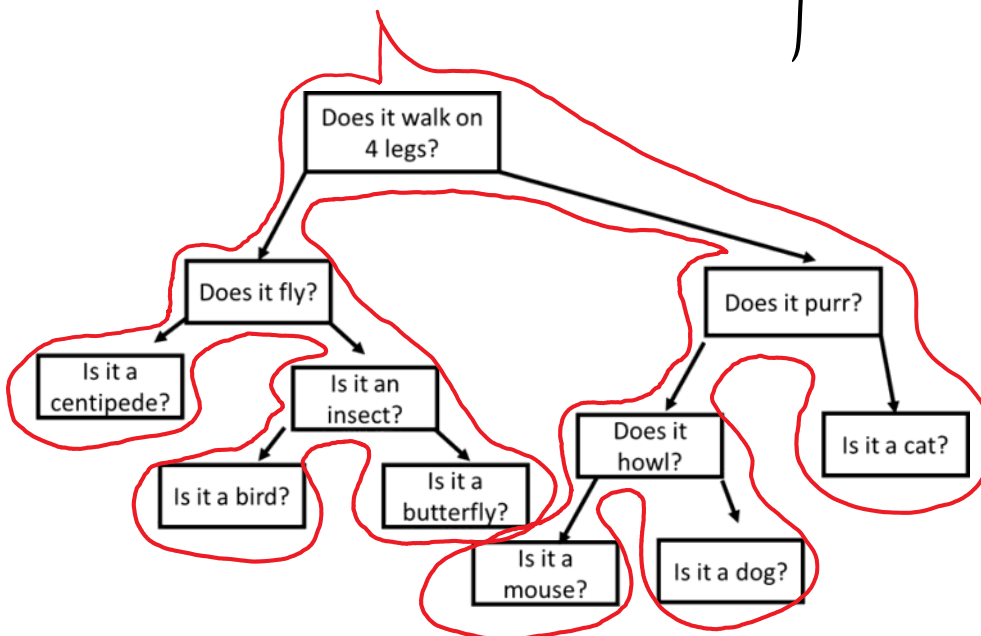 Does it walk on
4 legs?
Does it fly?
Does it purr?
Is it a
centipede?
Is it an
insect?
Does it
howl?
Is it a cat?
Is it a bird?
Is it a
butterfly?
Is it a
mouse?
Is it a dog?